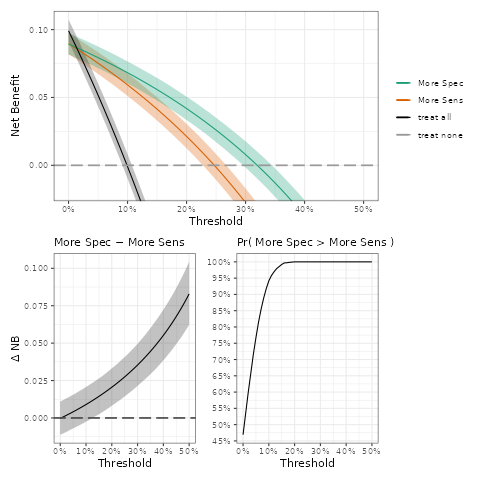 0.10
0.05
0.00
Net Benefit
0% 10% 20% 30% 40% 50%
Threshold
More Spec
More Sens
treat all
treat none
More Spec − More Sens
0.100
0.075
0.050
0.025
0.000
Δ NB
0% 10% 20% 30% 40% 50%
Threshold
Pr( More Spec > More Sens )
100%
95%
90%
85%
80%
75%
70%
65%
60%
55%
50%
45%
0% 10% 20% 30% 40% 50%
Threshold